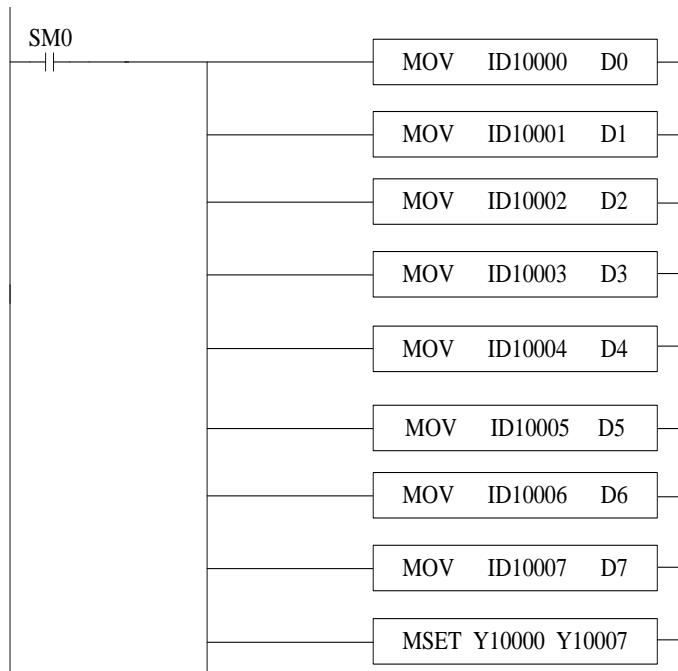 SM0
MOV ID10000 D0
MOV ID10001 D1
MOV ID10002 D2
MOV ID10003 D3
MOV ID10004 D4
MOV ID10005 D5
MOV ID10006 D6
MOV ID10007 D7
MSET Y10000 Y10007